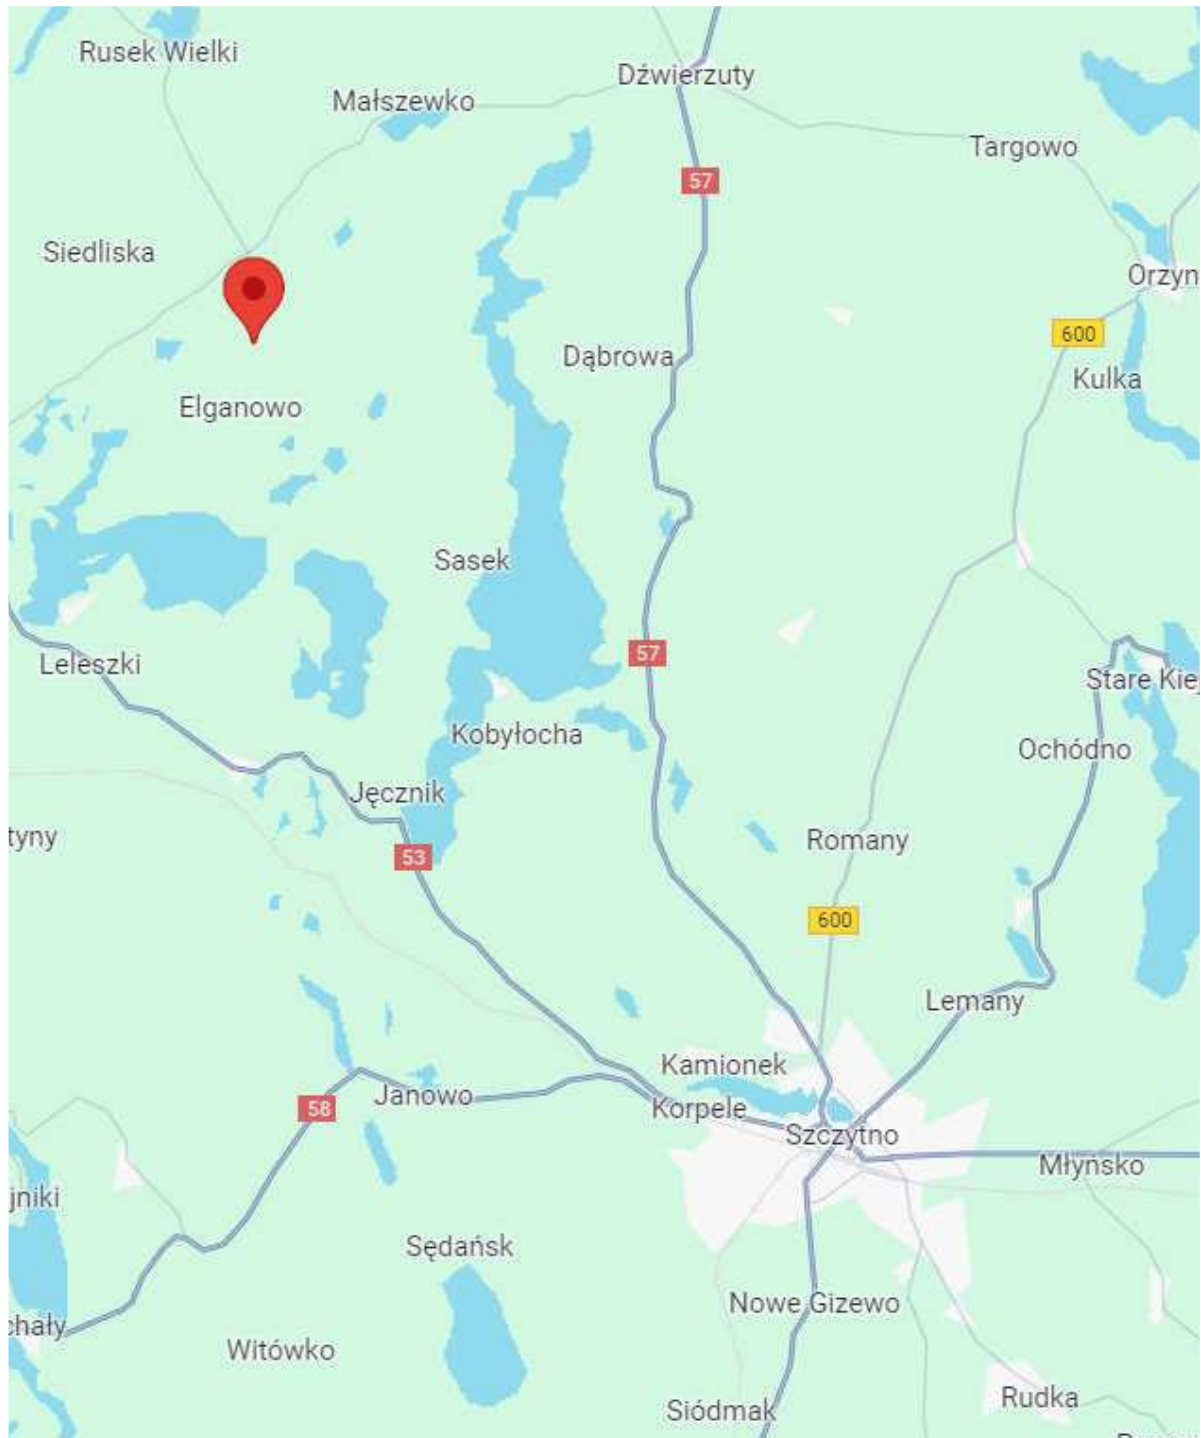 Rusek Wielki
Dźwierzuty
Małszewko
Targowo
57
Siedliska
Orzyn
600
Dąbrowa
Kulka
Elganowo
Sasek
57
Leleszki
Stare Kiej
Kobyłocha
Ochódno
Jęcznik
tyny
Romany
53
600
Lemany
Kamionek
Janowo
58
Korpele
Szczytno
Młyńsko
jniki
Sędańsk
Nowe Gizewo
chały
Witówko
Rudka
Siódmak